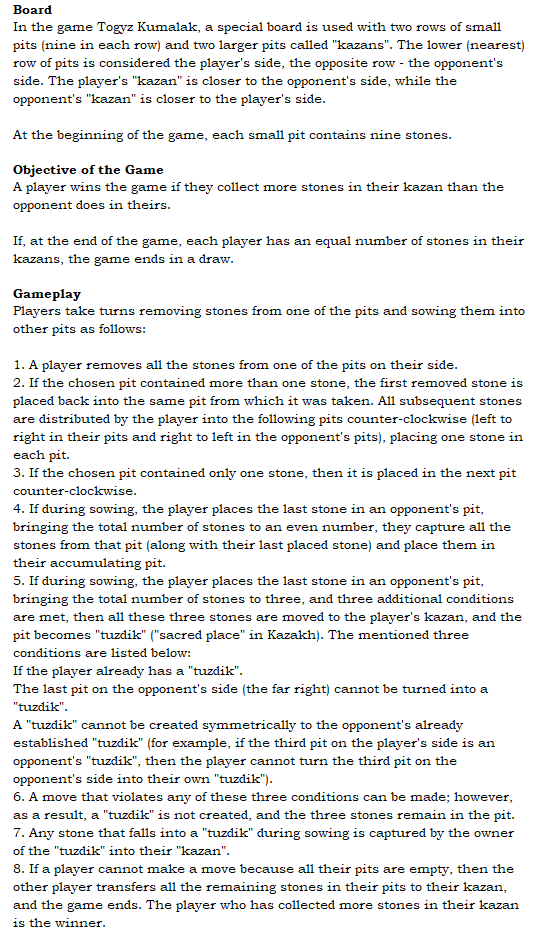 Board
In the game Togyz Kumalak, a special board is used with two rows of small
pits (nine in each row) and two larger pits called "kazans". The lower (nearest)
row of pits is considered the player's side, the opposite row - the opponent's
side. The player's "kazan" is closer to the opponent's side, while the
opponent's "kazan" is closer to the player's side.
At the beginning of the game, each small pit contains nine stones.
Objective of the Game
A player wins the game if they collect more stones in their kazan than the
opponent does in theirs.
If, at the end of the game, each player has an equal number of stones in their
kazans, the game ends in a draw.
Gameplay
Players take turns removing stones from one of the pits and sowing them into
other pits as follows:
1. A player removes all the stones from one of the pits on their side.
2. If the chosen pit contained more than one stone, the first removed stone is
placed back into the same pit from which it was taken. All subsequent stones
are distributed by the player into the following pits counter-clockwise (left to
right in their pits and right to left in the opponent's pits), placing one stone in
each pit.
3. If the chosen pit contained only one stone, then it is placed in the next pit
counter-clockwise.
4. If during sowing, the player places the last stone in an opponent's pit,
bringing the total number of stones to an even number, they capture all the
stones from that pit (along with their last placed stone) and place them in
their accumulating pit.
5. If during sowing, the player places the last stone in an opponent's pit,
bringing the total number of stones to three, and three additional conditions
are met, then all these three stones are moved to the player's kazan, and the
pit becomes "tuzdik" ("sacred place" in Kazakh). The mentioned three
conditions are listed below:
If the player already has a "tuzdik".
The last pit on the opponent's side (the far right) cannot be turned into a
"tuzdik".
A "tuzdik" cannot be created symmetrically to the opponent's already
established "tuzdik" (for example, if the third pit on the player's side is an
opponent's "tuzdik", then the player cannot turn the third pit on the
opponent's side into their own "tuzdik").
6. A move that violates any of these three conditions can be made; however,
as a result, a "tuzdik" is not created, and the three stones remain in the pit.
7. Any stone that falls into a "tuzdik" during sowing is captured by the owner
of the "tuzdik" into their "kazan".
8. If a player cannot make a move because all their pits are empty, then the
other player transfers all the remaining stones in their pits to their kazan,
and the game ends. The player who has collected more stones in their kazan
is the winner.